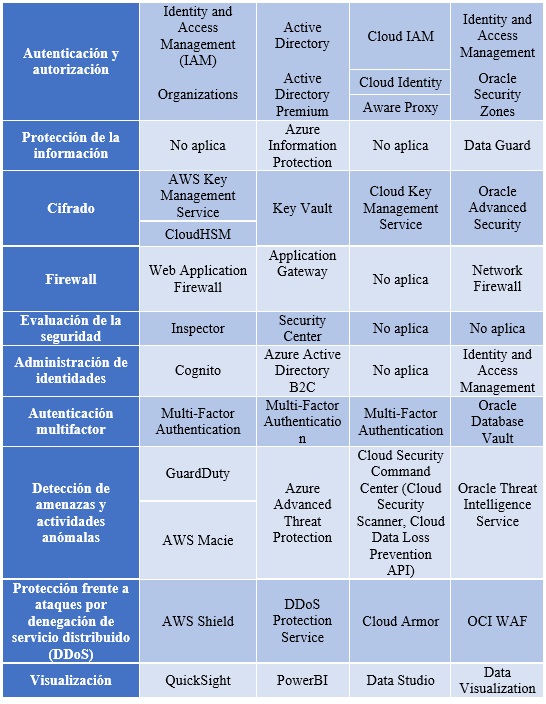 Autenticación y
autorización
Identity and
Access
Management
(IAM)
Organizations
Active
Directory
Active
Directory
Premium
Cloud IAM
Cloud Identity
Aware Proxy
Identity and
Access
Management
Oracle
Security
Zones
Protección de la
información
No aplica
Azure
Information
Protection
No aplica
Data Guard
Cifrado
AWS Key
Management
Service
CloudHSM
Key Vault
Cloud Key
Management
Service
Oracle
Advanced
Security
Firewall
Web Application
Firewall
Application
Gateway
No aplica
Network
Firewall
Evaluación de la
seguridad
Inspector
Security
Center
No aplica
No aplica
Administración de
identidades
Cognito
Azure Active
Directory
B2C
No aplica
Identity and
Access
Management
Autenticación
multifactor
Multi-Factor
Authentication
Multi-Factor
Authenticatio
n
Multi-Factor
Authentication
Oracle
Database
Vault
Detección de
amenazas y
actividades
anómalas
GuardDuty
AWS Macie
Azure
Advanced
Threat
Protection
Cloud Security
Command
Center (Cloud
Security
Scanner, Cloud
Data Loss
Prevention
API)
Oracle Threat
Intelligence
Service
Protección frente a
ataques por
denegación de
servicio distribuido
(DDoS)
AWS Shield
DDoS
Protection
Service
Cloud Armor
OCI WAF
Visualización
QuickSight
PowerBI
Data Studio
Data
Visualization